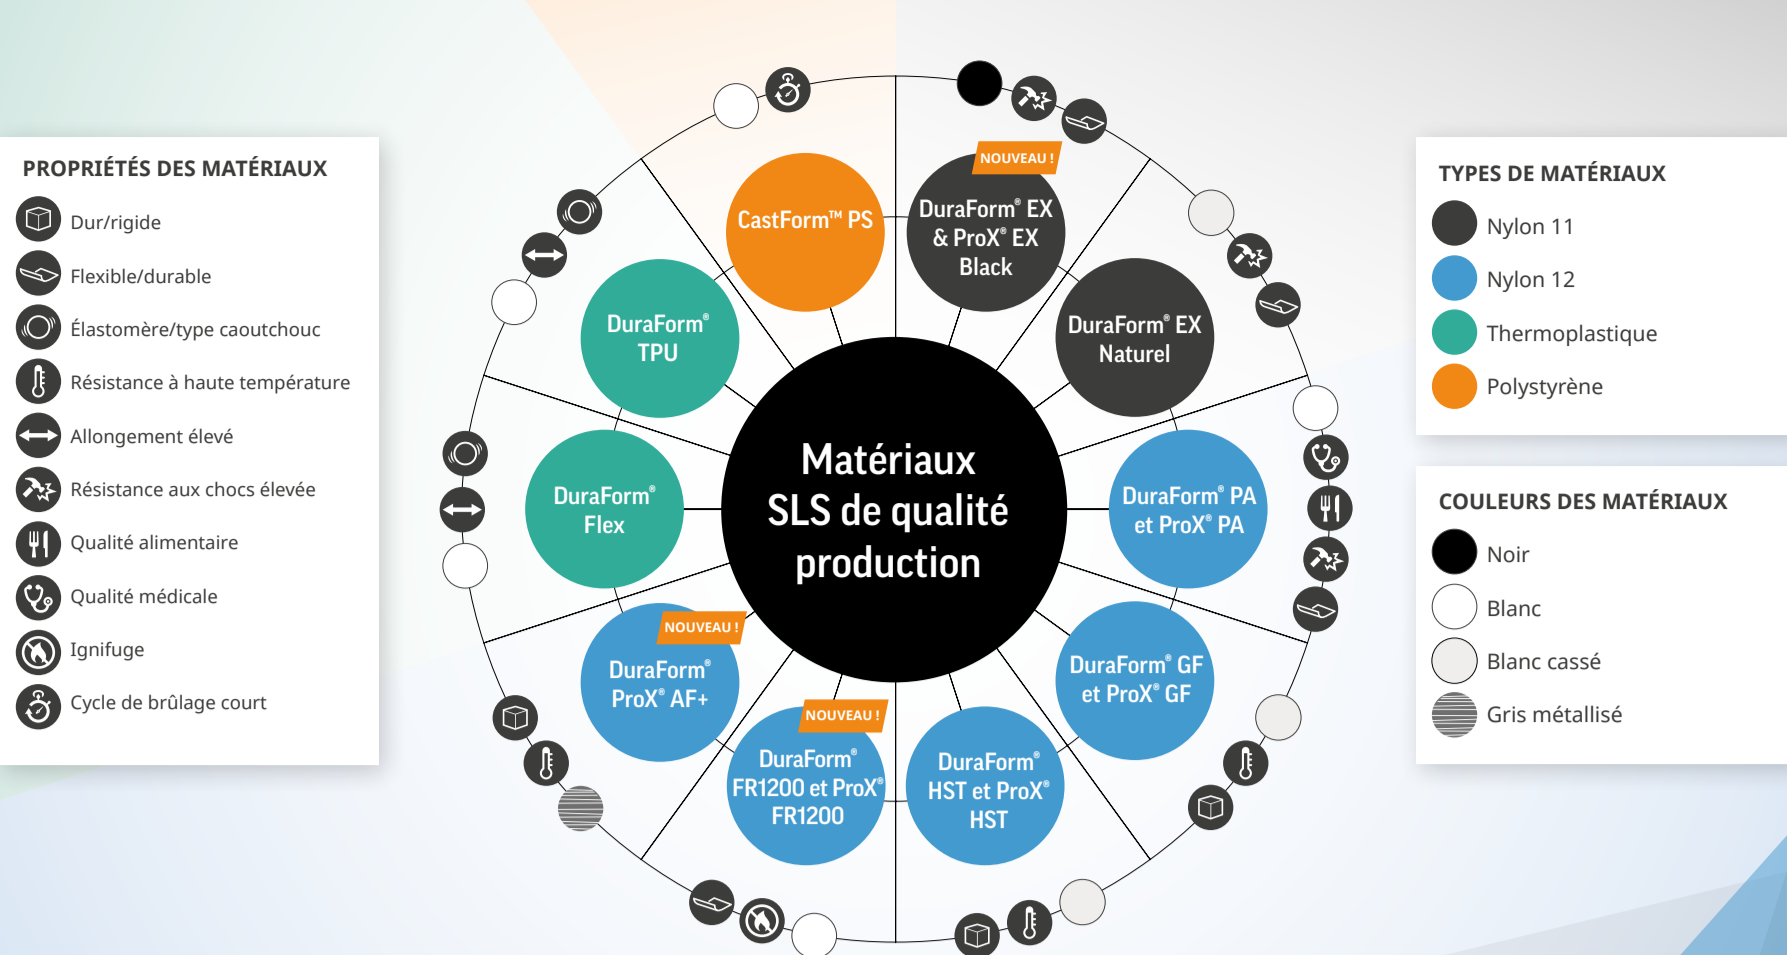 PROPRIÉTÉS DES MATÉRIAUX
Dur/rigide
Flexible/durable
Élastomère/type caoutchouc
Résistance à haute température
Allongement élevé
Résistance aux chocs élevée
Qualité alimentaire
Qualité médicale
Ignifuge
Cycle de brûlage court
CastForm™ PS
NOUVEAU !
DuraForm® EX
& ProX® EX
Black
DuraForm® EX
Naturel
DuraForm® PA
et ProX® PA
DuraForm® GF
et ProX® GF
DuraForm®
HST et ProX®
HST
NOUVEAU !
DuraForm®
FR1200 et ProX®
FR1200
NOUVEAU !
DuraForm®
ProX® AF+
DuraForm®
Flex
DuraForm®
TPU
Matériaux
SLS de qualité
production
TYPES DE MATÉRIAUX
Nylon 11
Nylon 12
Thermoplastique
Polystyrène
COULEURS DES MATÉRIAUX
Noir
Blanc
Blanc cassé
Gris métallisé